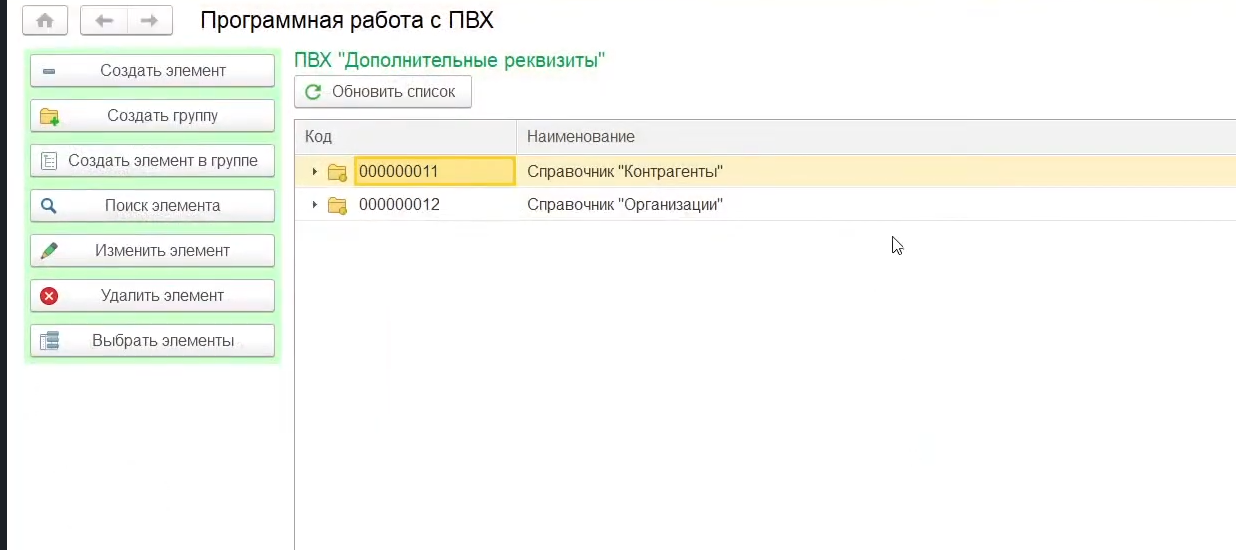 Программная работа с ПВХ
Создать элемент
Создать группу
Создать элемент в группе
Поиск элемента
Изменить элемент
Удалить элемент
Выбрать элементы
ПВХ "Дополнительные реквизиты"
Обновить список
Код Наименование
000000011 Справочник "Контрагенты"
000000012 Справочник "Организации"